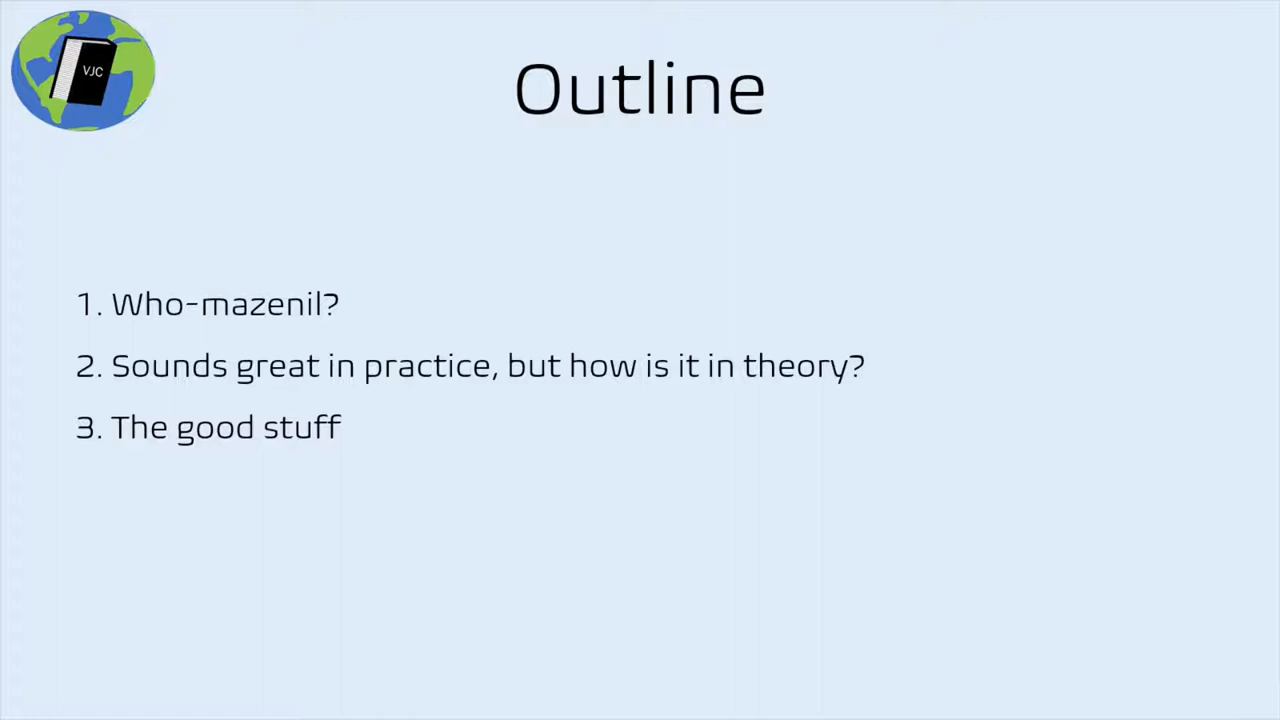 VJC
Outline
1. Who-mazenil?
2. Sounds great in practice, but how is it in theory?
3. The good stuff